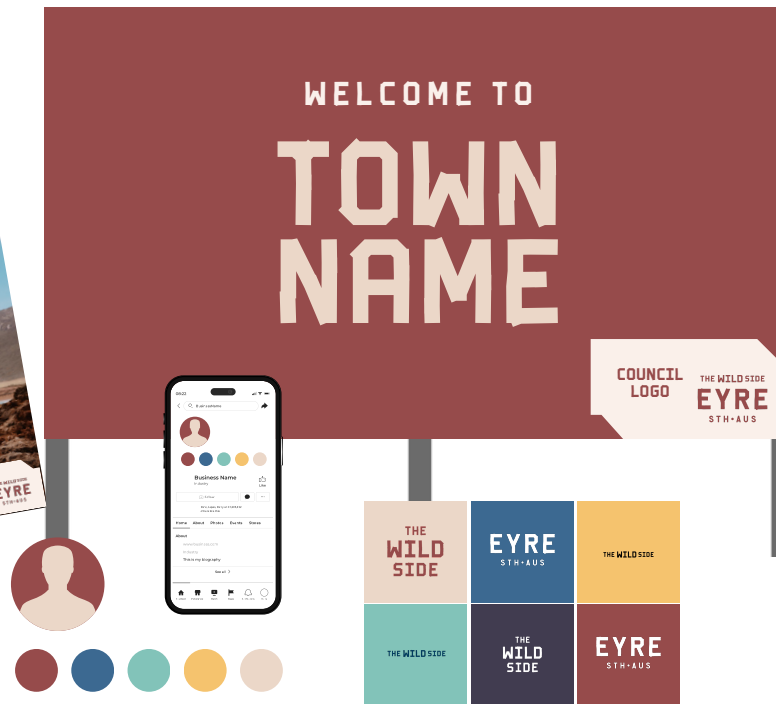 WELCOME TO
TOWN
NAME
COUNCIL
LOGO
THE WILD SIDE
EYRE
STH•AUS
Business Name
Home About Photos Events Stories
About
This is my biography
See all
THE
WILD
SIDE
EYRE
STH•AUS
THE WILD SIDE
THE WILD SIDE
THE
WILD
SIDE
EYRE
STH•AUS